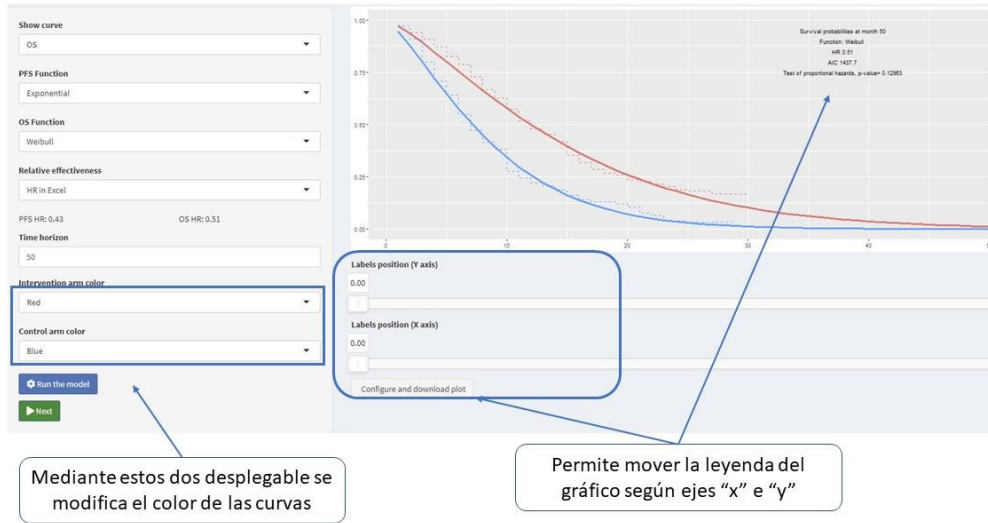 Show curve
OS
PFS Function
Exponential
OS Function
Weibull
Relative effectiveness
HR in Excel
PFS HR: 0.43 OS HR: 0.51
Time horizon
50
Intervention arm color
Red
Control arm color
Blue
Run the model
Next
1.00
0.75
0.50
0.25
0.00
Survival probabilities at month 50
Function: Weibull
HR 0.51
AIC 1437.7
Test of proportional hazards, p-value= 0.12963
0 10 20 30 40
Labels position (Y axis)
0.00
Labels position (X axis)
0.00
Configure and download plot
Mediante estos dos desplegable se
modifica el color de las curvas
Permite mover la leyenda del
gráfico según ejes “x” e “y”